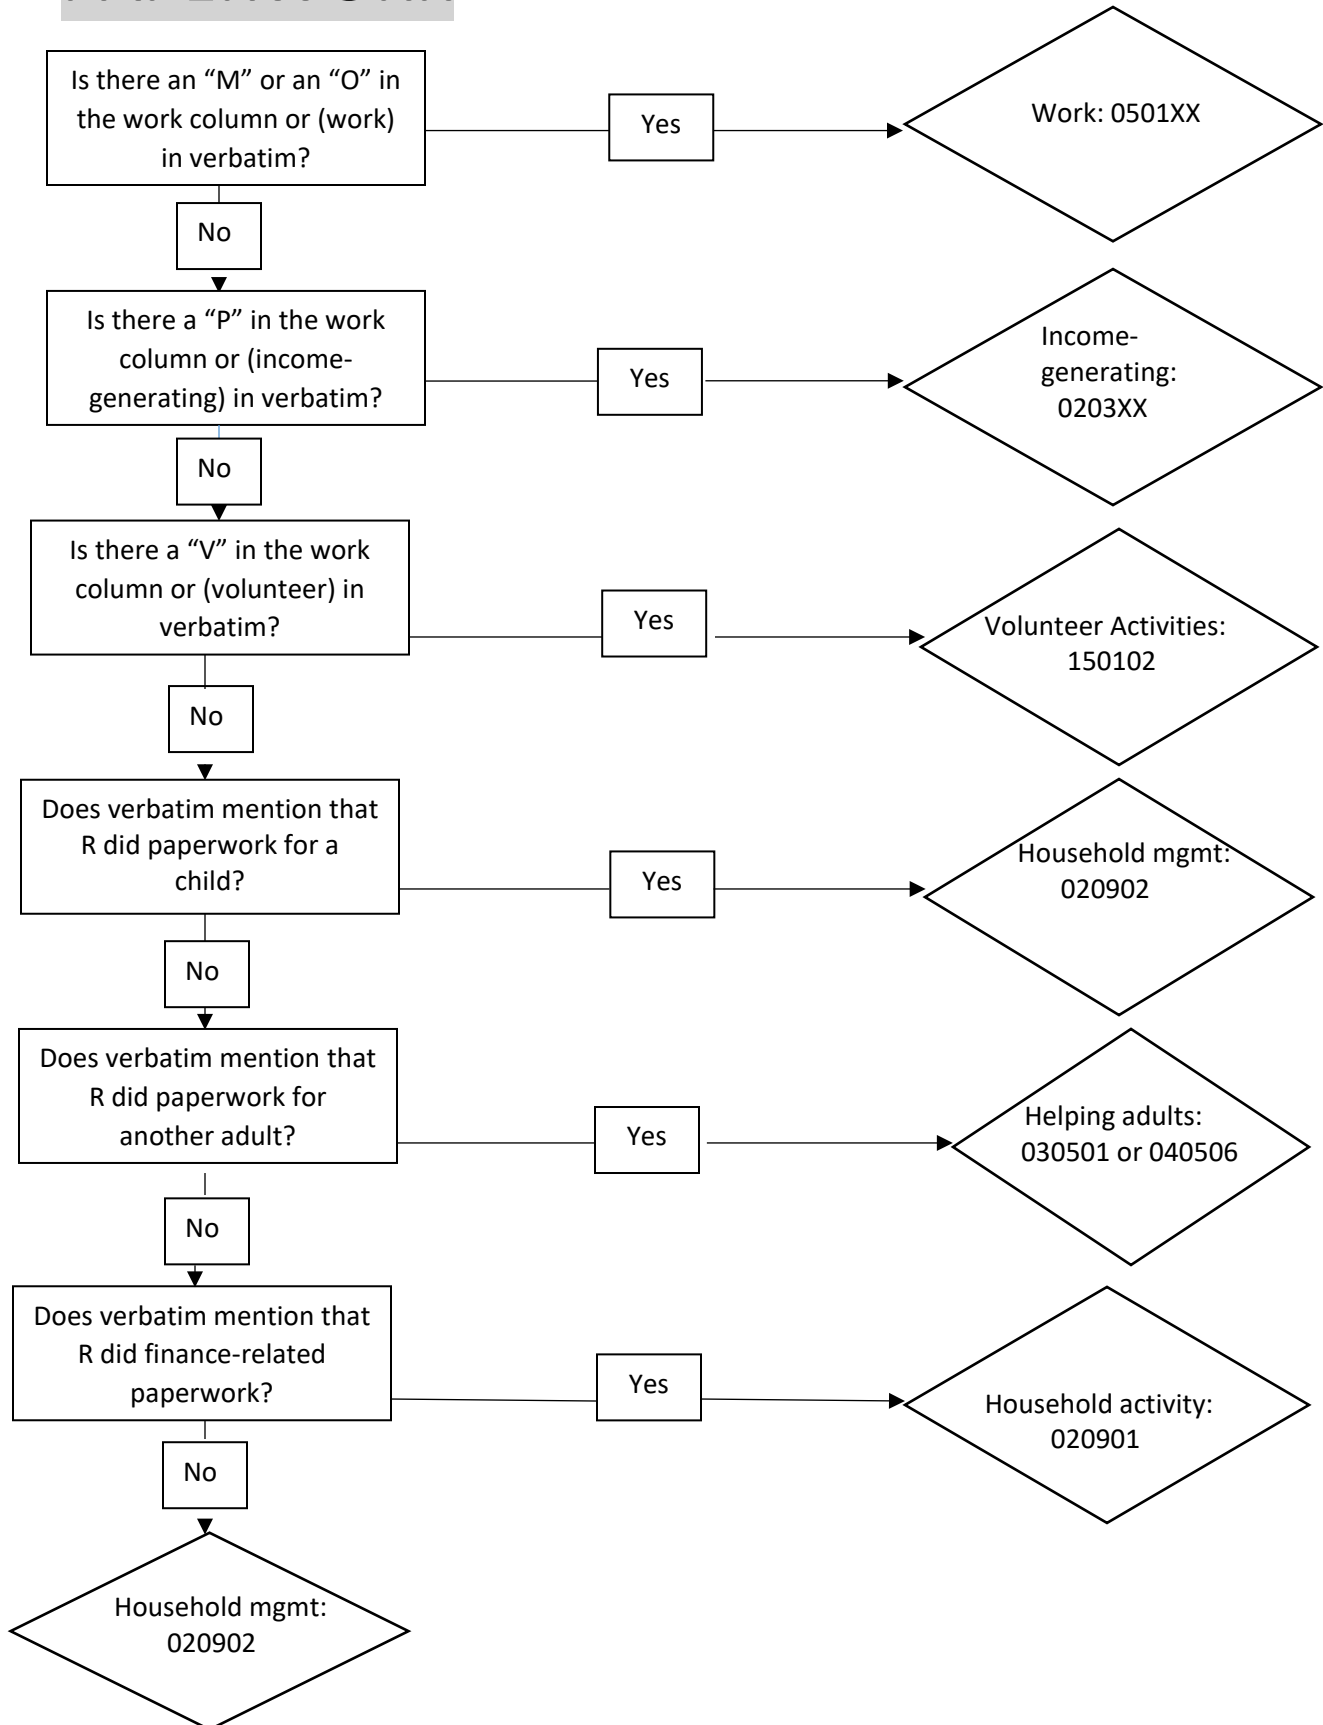 Is there an “M” or an “O” in
the work column or (work)
in verbatim?
Yes
Work: 0501XX
No
Is there a “P” in the work
column or (income-
generating) in verbatim?
Yes
Income-
generating:
0203XX
No
Is there a “V” in the work
column or (volunteer) in
verbatim?
Yes
Volunteer Activities:
150102
No
Does verbatim mention that
R did paperwork for a
child?
Yes
Household mgmt:
020902
No
Does verbatim mention that
R did paperwork for
another adult?
Yes
Helping adults:
030501 or 040506
No
Does verbatim mention that
R did finance-related
paperwork?
Yes
Household activity:
020901
No
Household mgmt:
020902